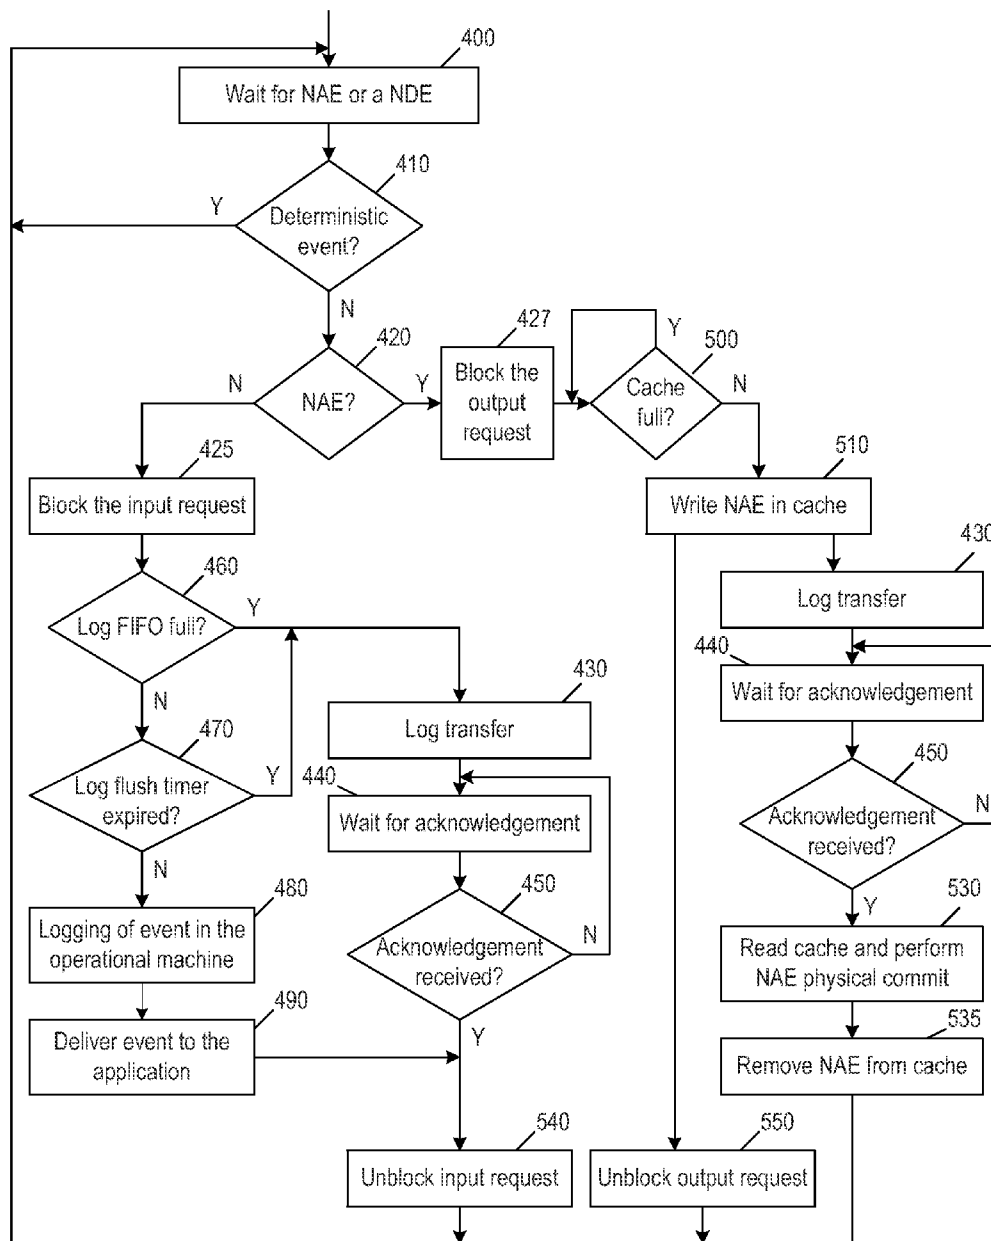 400
Wait for NAE or a NDE
410
Y
Deterministic
event?
N
420
N
NAE?
Y
427
Block the
output
request
Y
500
Cache
full?
N
425
Block the input request
510
Write NAE in cache
460
Log FIFO full?
Y
N
430
Log transfer
470
Log flush timer
expired?
Y
N
430
Log transfer
440
Wait for acknowledgement
440
Wait for acknowledgement
450
Acknowledgement
received?
N
Y
450
Acknowledgement
received?
N
Y
480
Logging of event in the
operational machine
490
Deliver event to the
application
530
Read cache and perform
NAE physical commit
535
Remove NAE from cache
540
Unblock input request
550
Unblock output request